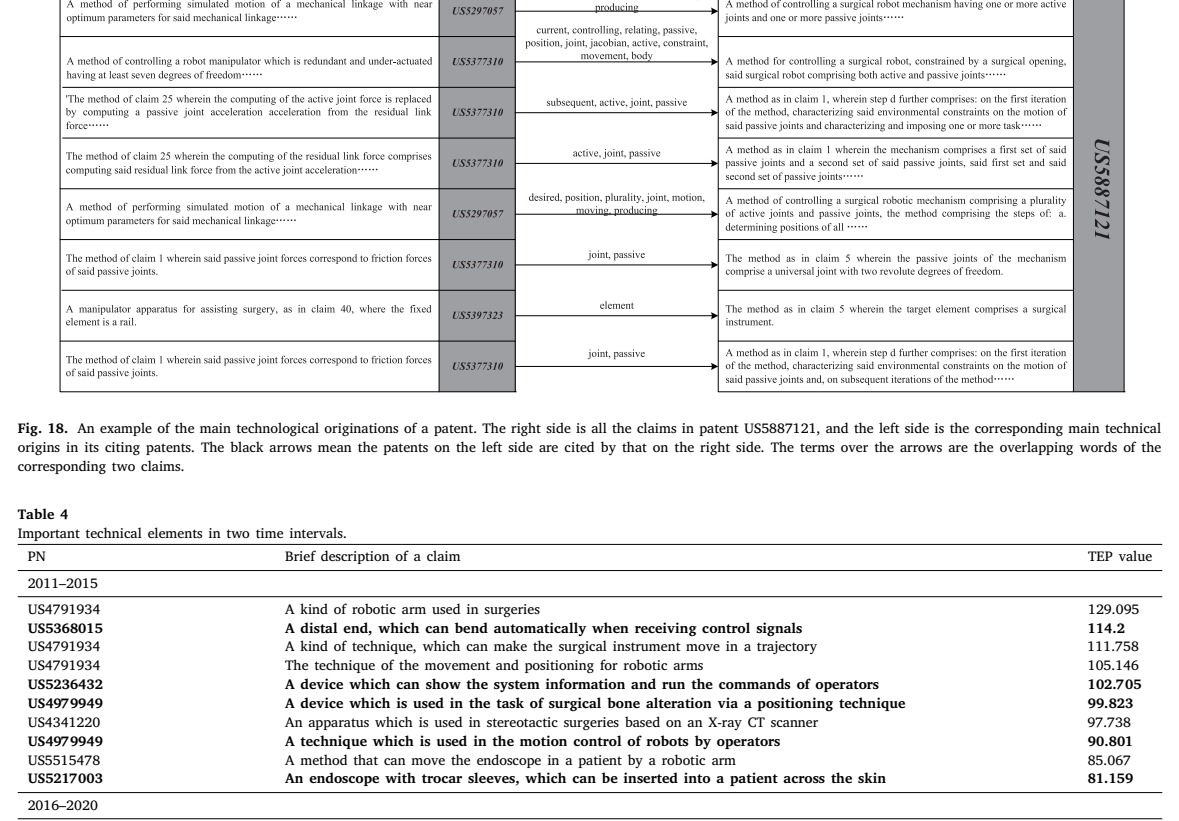 A method of performing simulated motion of a mechanical linkage with near
optimum parameters for said mechanical linkage······
US5297057
producing
A method of controlling a surgical robot mechanism having one or more active
joints and one or more passive joints······
A method of controlling a robot manipulator which is redundant and under-actuated
having at least seven degrees of freedom······
US5377310
current, controlling, relating, passive,
position, joint, jacobian, active, constraint,
movement, body
A method for controlling a surgical robot, constrained by a surgical opening,
said surgical robot comprising both active and passive joints······
'The method of claim 25 wherein the computing of the active joint force is replaced
by computing a passive joint acceleration acceleration from the residual link
force······
US5377310
subsequent, active, joint, passive
A method as in claim 1, wherein step d further comprises: on the first iteration
of the method, characterizing said environmental constraints on the motion of
said passive joints and characterizing and imposing one or more task······
The method of claim 25 wherein the computing of the residual link force comprises
computing said residual link force from the active joint acceleration······
US5377310
active, joint, passive
A method as in claim 1 wherein the mechanism comprises a first set of said
passive joints and a second set of said passive joints, said first set and said
second set of passive joints······
A method of performing simulated motion of a mechanical linkage with near
optimum parameters for said mechanical linkage······
US5297057
desired, position, plurality, joint, motion,
moving, producing
A method of controlling a surgical robotic mechanism comprising a plurality
of active joints and passive joints, the method comprising the steps of: a.
determining positions of all ······
The method of claim 1 wherein said passive joint forces correspond to friction forces
of said passive joints.
US5377310
joint, passive
The method as in claim 5 wherein the passive joints of the mechanism
comprise a universal joint with two revolute degrees of freedom.
A manipulator apparatus for assisting surgery, as in claim 40, where the fixed
element is a rail.
US5397323
element
The method as in claim 5 wherein the target element comprises a surgical
instrument.
The method of claim 1 wherein said passive joint forces correspond to friction forces
of said passive joints.
US5377310
joint, passive
A method as in claim 1, wherein step d further comprises: on the first iteration
of the method, characterizing said environmental constraints on the motion of
said passive joints and, on subsequent iterations of the method······
US5887121
Fig. 18. An example of the main technological originations of a patent. The right side is all the claims in patent US5887121, and the left side is the corresponding main technical
origins in its citing patents. The black arrows mean the patents on the left side are cited by that on the right side. The terms over the arrows are the overlapping words of the
corresponding two claims.
Table 4
Important technical elements in two time intervals.
PN Brief description of a claim TEP value
2011–2015
US4791934 A kind of robotic arm used in surgeries 129.095
US5368015 A distal end, which can bend automatically when receiving control signals 114.2
US4791934 A kind of technique, which can make the surgical instrument move in a trajectory 111.758
US4791934 The technique of the movement and positioning for robotic arms 105.146
US5236432 A device which can show the system information and run the commands of operators 102.705
US4979949 A device which is used in the task of surgical bone alteration via a positioning technique 99.823
US4341220 An apparatus which is used in stereotactic surgeries based on an X-ray CT scanner 97.738
US4979949 A technique which is used in the motion control of robots by operators 90.801
US5515478 A method that can move the endoscope in a patient by a robotic arm 85.067
US5217003 An endoscope with trocar sleeves, which can be inserted into a patient across the skin 81.159
2016–2020